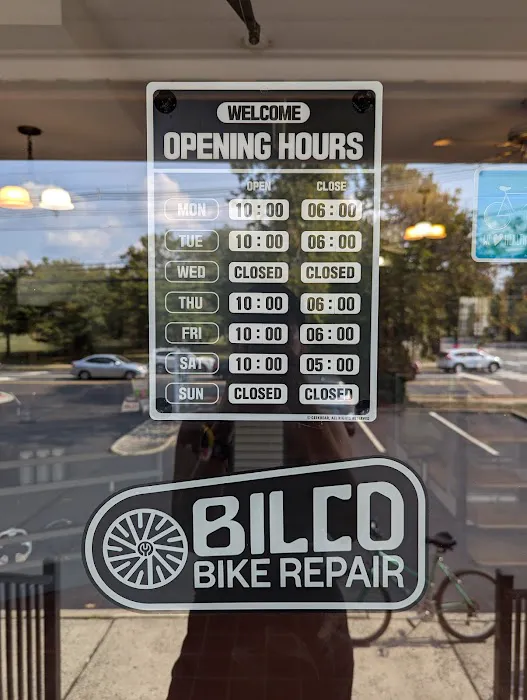 WELCOME
OPENING HOURS
OPEN CLOSE
MON 10:00 06:00
TUE 10:00 06:00
WED CLOSED CLOSED
THU 10:00 06:00
FRI 10:00 06:00
SAT 10:00 05:00
SUN CLOSED CLOSED
BILCO
BIKE REPAIR